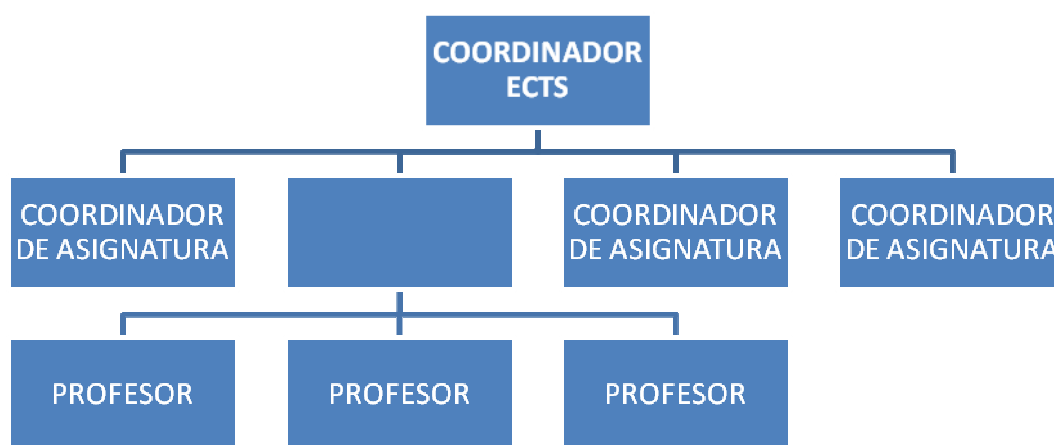 COORDINADOR
ECTS
COORDINADOR
DE ASIGNATURA
COORDINADOR
DE ASIGNATURA
COORDINADOR
DE ASIGNATURA
PROFESOR
PROFESOR
PROFESOR